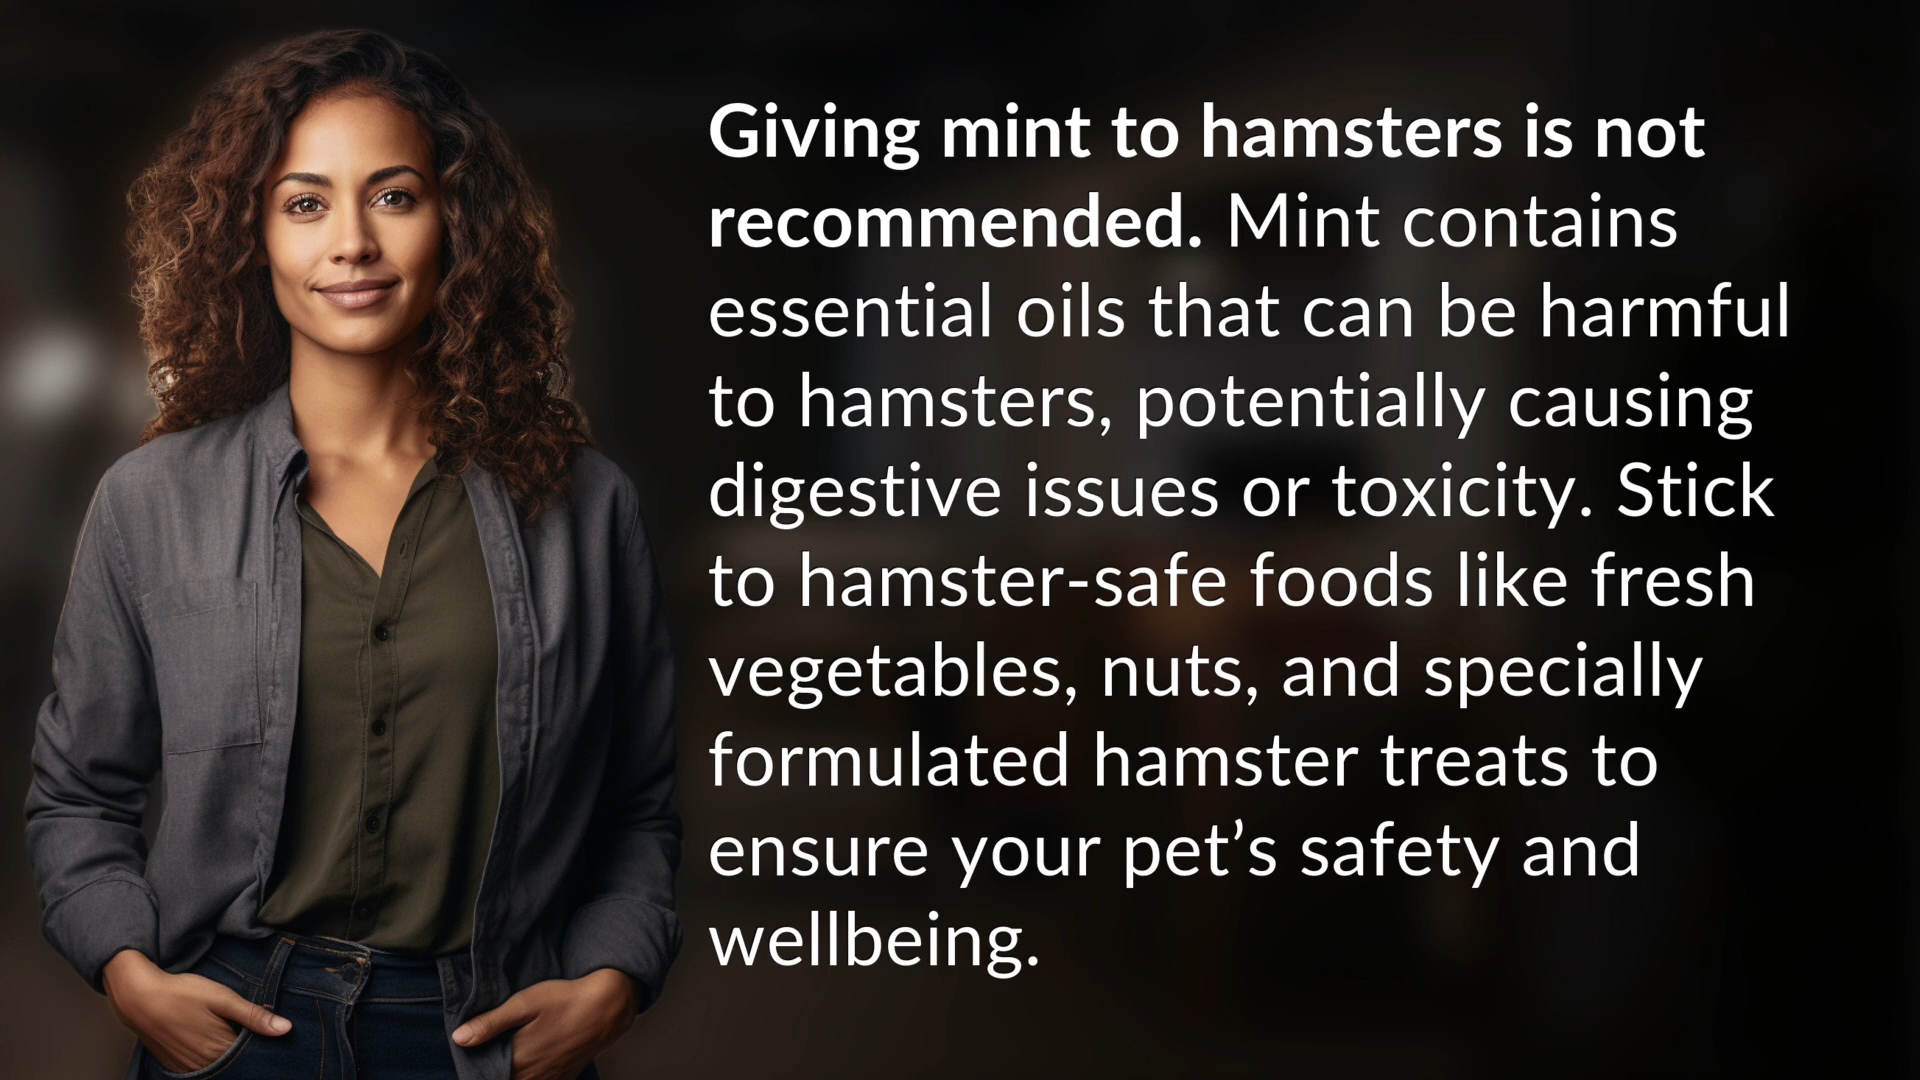 Giving mint to hamsters is not
recommended. Mint contains
essential oils that can be harmful
to hamsters, potentially causing
digestive issues or toxicity. Stick
to hamster-safe foods like fresh
vegetables, nuts, and specially
formulated hamster treats to
ensure your pet’s safety and
wellbeing.